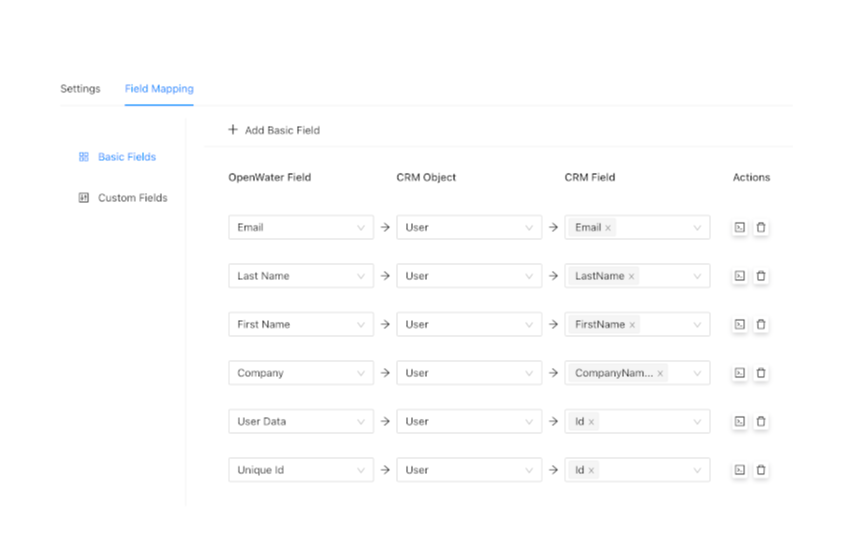 Settings Field Mapping
+ Add Basic Field
Basic Fields
Custom Fields
OpenWater Field CRM Object CRM Field Actions
Email → User → Email ×
Last Name → User → LastName ×
First Name → User → FirstName ×
Company → User → CompanyNam... ×
User Data → User → Id ×
Unique Id → User → Id ×